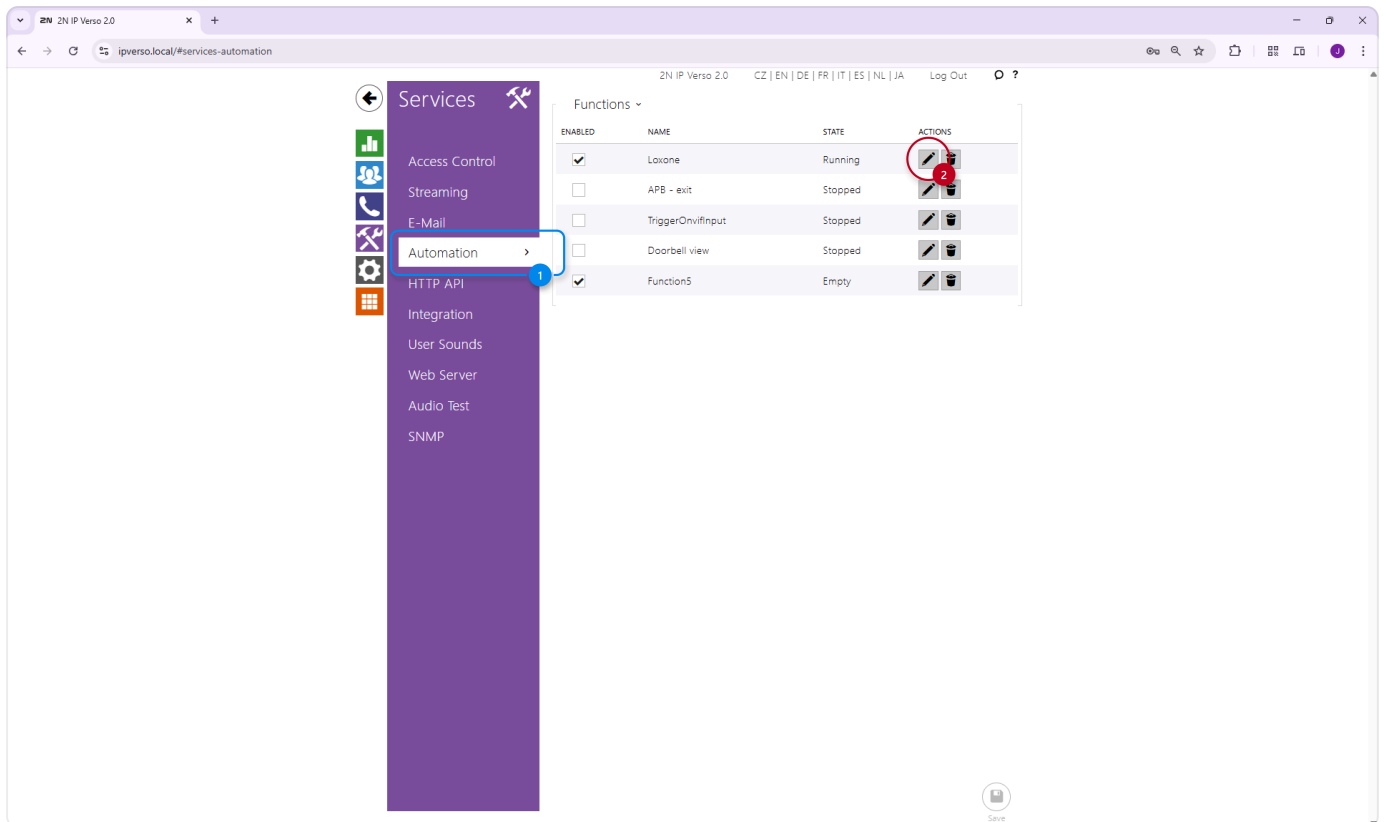 2N 2N IP Verso 2.0
ipverso.local/#services-automation
J
2N IP Verso 2.0 CZ | EN | DE | FR | IT | ES | NL | JA Log Out ?
Services
Access Control
Streaming
E-Mail
Automation
1
HTTP API
Integration
User Sounds
Web Server
Audio Test
SNMP
Functions
ENABLED NAME STATE ACTIONS
Loxone Running
2
APB - exit Stopped
TriggerOnvifInput Stopped
Doorbell view Stopped
Function5 Empty
Save